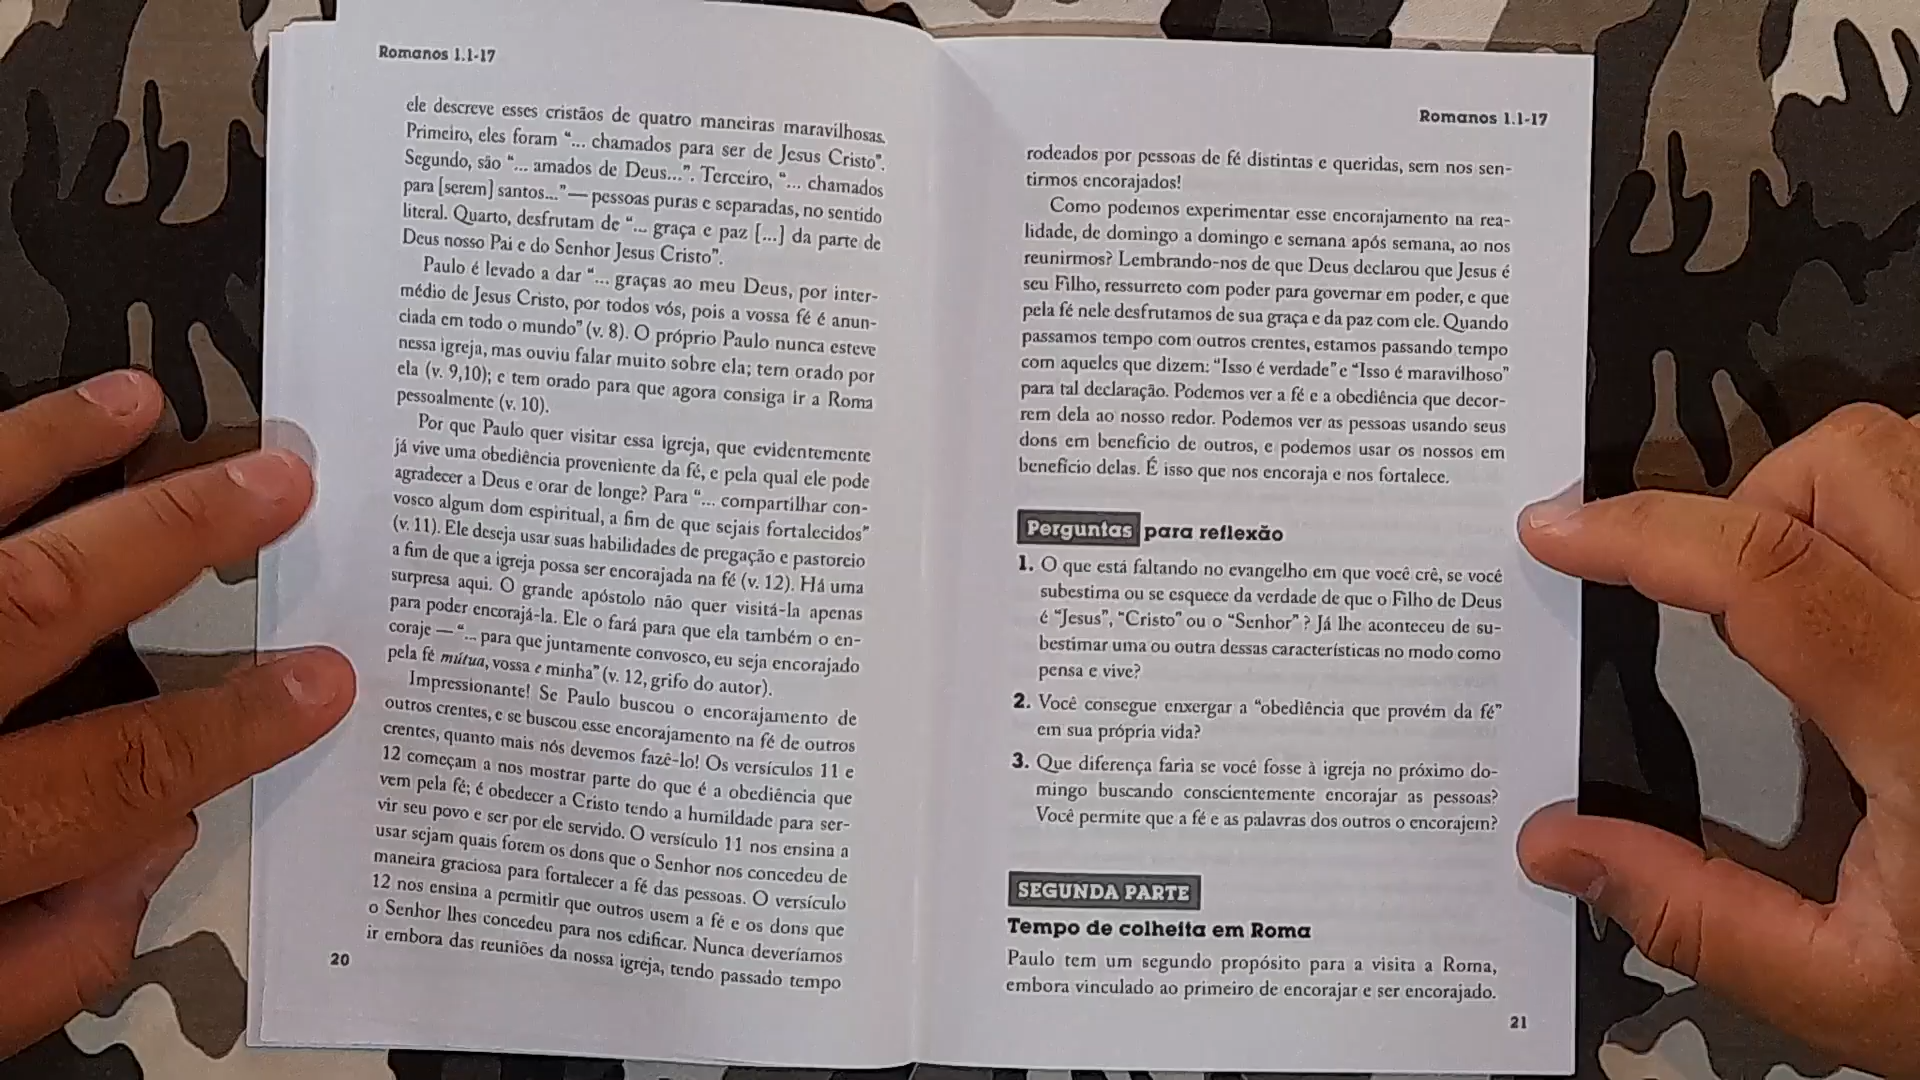 Romanos 1.1-17
ele descreve esses cristãos de quatro maneiras maravilhosas.
Primeiro, eles foram “... chamados para ser de Jesus Cristo”.
Segundo, são “... amados de Deus...”. Terceiro, “... chamados
para [serem] santos...” — pessoas puras e separadas, no sentido
literal. Quarto, desfrutam de “... graça e paz [...] da parte de
Deus nosso Pai e do Senhor Jesus Cristo”.
Paulo é levado a dar “... graças ao meu Deus, por inter-
médio de Jesus Cristo, por todos vós, pois a vossa fé é anun-
ciada em todo o mundo” (v. 8). O próprio Paulo nunca esteve
nessa igreja, mas ouviu falar muito sobre ela; tem orado por
ela (v. 9,10); e tem orado para que agora consiga ir a Roma
pessoalmente (v. 10).
Por que Paulo quer visitar essa igreja, que evidentemente
já vive uma obediência proveniente da fé, e pela qual ele pode
agradecer a Deus e orar de longe? Para “... compartilhar con-
vosco algum dom espiritual, a fim de que sejais fortalecidos”
(v. 11). Ele deseja usar suas habilidades de pregação e pastoreio
a fim de que a igreja possa ser encorajada na fé (v. 12). Há uma
surpresa aqui. O grande apóstolo não quer visitá-la apenas
para poder encorajá-la. Ele o fará para que ela também o en-
coraje — “... para que juntamente convosco, eu seja encorajado
pela fé mútua, vossa e minha” (v. 12, grifo do autor).
Impressionante! Se Paulo buscou o encorajamento de
outros crentes, e se buscou esse encorajamento na fé de outros
crentes, quanto mais nós devemos fazê-lo! Os versículos 11 e
12 começam a nos mostrar parte do que é a obediência que
vem pela fé; é obedecer a Cristo tendo a humildade para ser-
vir seu povo e ser por ele servido. O versículo 11 nos ensina a
usar sejam quais forem os dons que o Senhor nos concedeu de
maneira graciosa para fortalecer a fé das pessoas. O versículo
12 nos ensina a permitir que outros usem a fé e os dons que
o Senhor lhes concedeu para nos edificar. Nunca deveríamos
ir embora das reuniões da nossa igreja, tendo passado tempo
20
Romanos 1.1-17
rodeados por pessoas de fé distintas e queridas, sem nos sen-
tirmos encorajados!
Como podemos experimentar esse encorajamento na rea-
lidade, de domingo a domingo e semana após semana, ao nos
reunirmos? Lembrando-nos de que Deus declarou que Jesus é
seu Filho, ressurreto com poder para governar em poder, e que
pela fé nele desfrutamos de sua graça e da paz com ele. Quando
passamos tempo com outros crentes, estamos passando tempo
com aqueles que dizem: “Isso é verdade” e “Isso é maravilhoso”
para tal declaração. Podemos ver a fé e a obediência que decor-
rem dela ao nosso redor. Podemos ver as pessoas usando seus
dons em benefício de outros, e podemos usar os nossos em
benefício delas. É isso que nos encoraja e nos fortalece.
Perguntas para reflexão
1. O que está faltando no evangelho em que você crê, se você
subestima ou se esquece da verdade de que o Filho de Deus
é “Jesus”, “Cristo” ou o “Senhor” ? Já lhe aconteceu de su-
bestimar uma ou outra dessas características no modo como
pensa e vive?
2. Você consegue enxergar a “obediência que provém da fé”
em sua própria vida?
3. Que diferença faria se você fosse à igreja no próximo do-
mingo buscando conscientemente encorajar as pessoas?
Você permite que a fé e as palavras dos outros o encorajem?
SEGUNDA PARTE
Tempo de colheita em Roma
Paulo tem um segundo propósito para a visita a Roma,
embora vinculado ao primeiro de encorajar e ser encorajado.
21